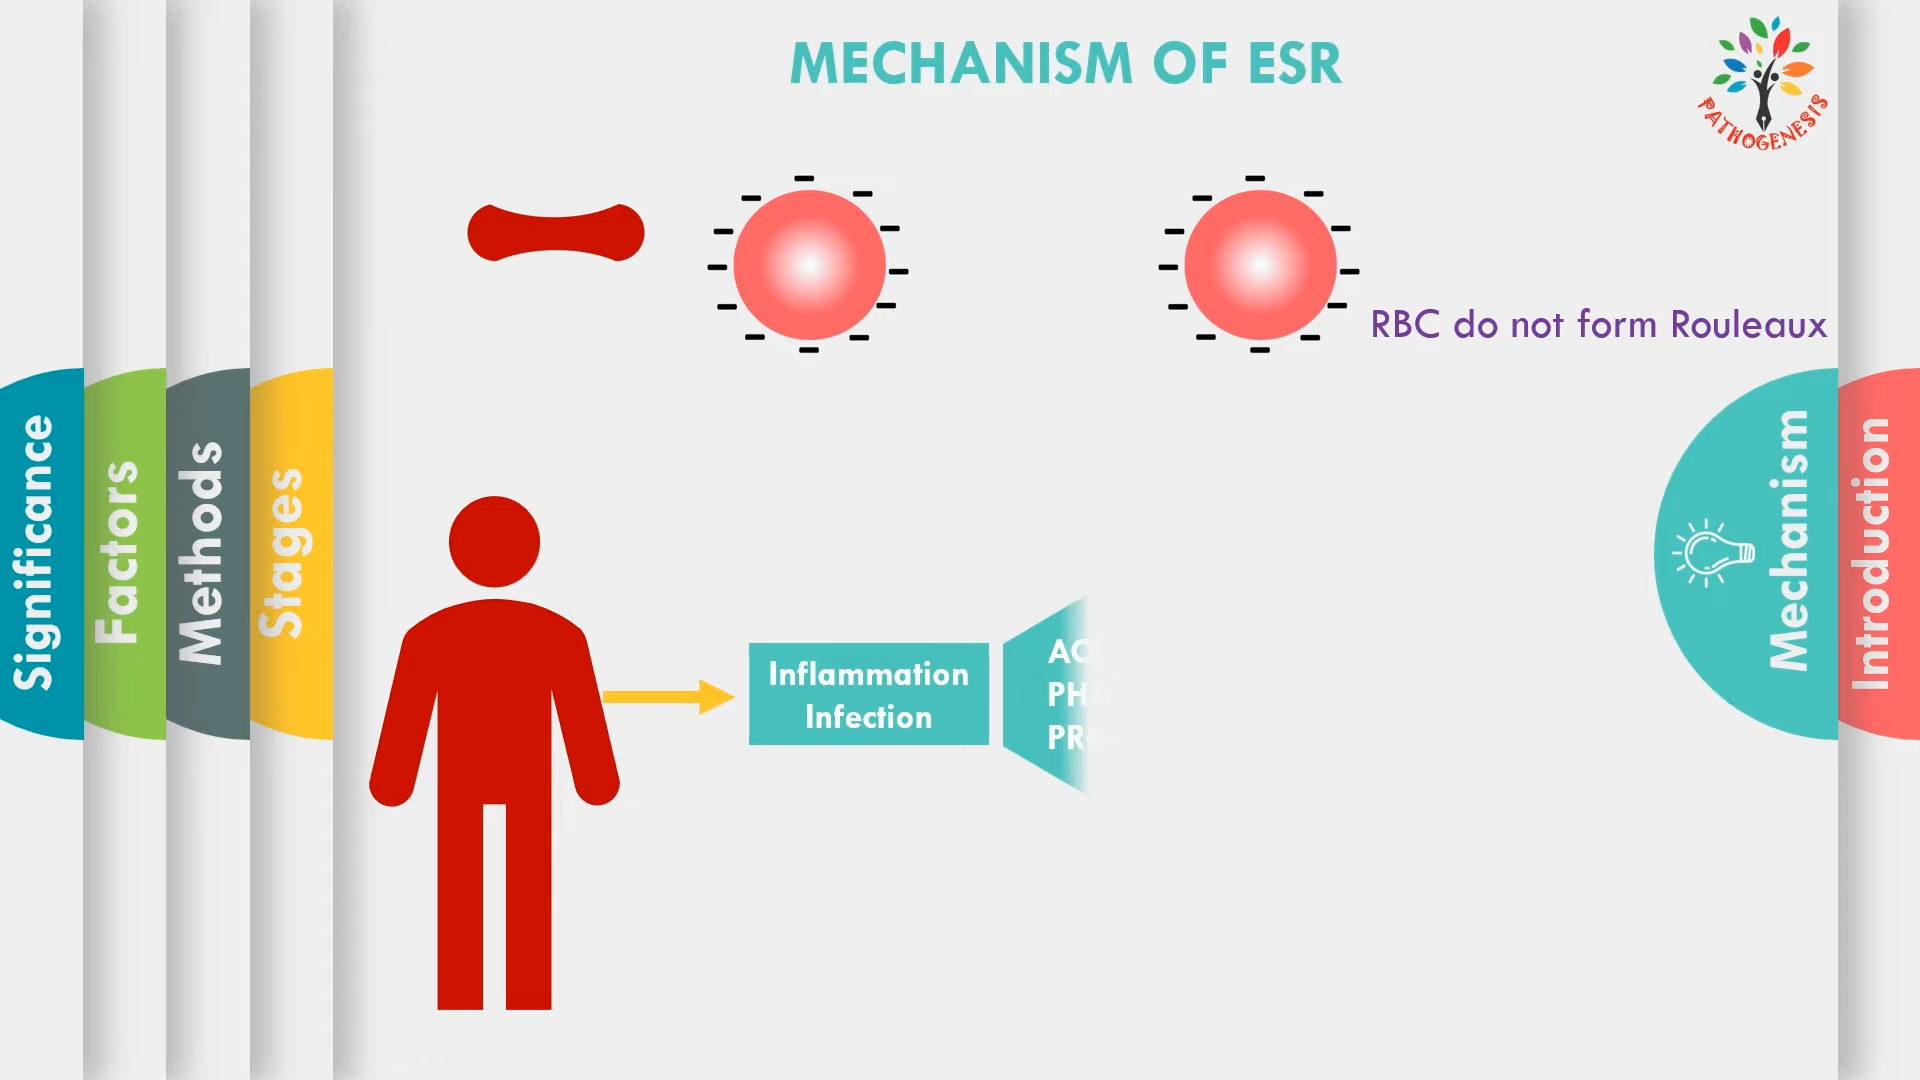 MECHANISM OF ESR
PATHOGENESIS
RBC do not form Rouleaux
Significance
Factors
Methods
Stages
Inflammation
Infection
Mechanism
Introduction